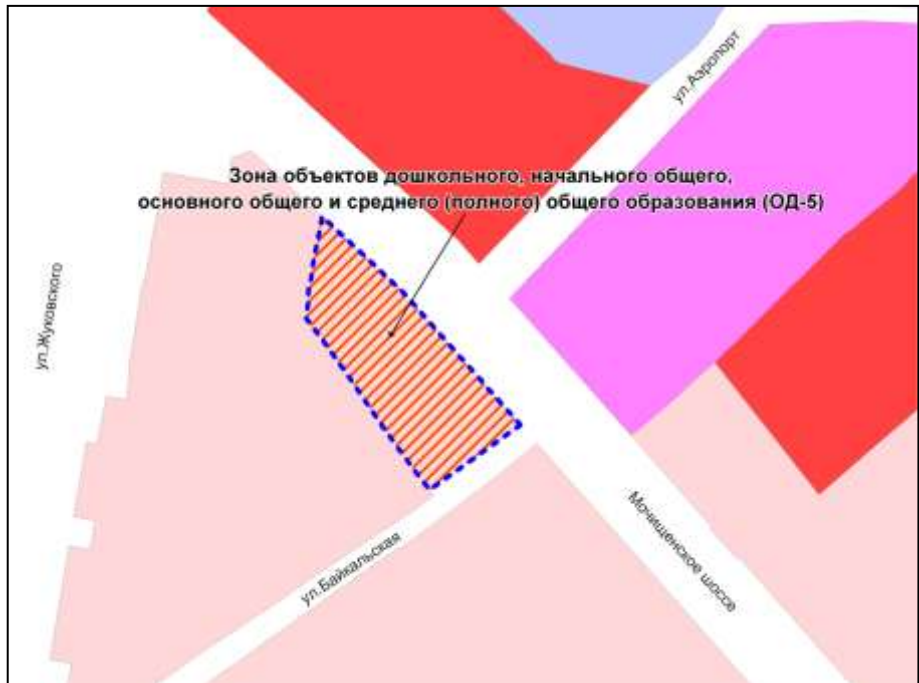 ул.Аэропорт
Зона объектов дошкольного, начального общего,
основного общего и среднего (полного) общего образования (ОД-5)
ул.Жуковского
Мочищенское шоссе
ул.Байкальская